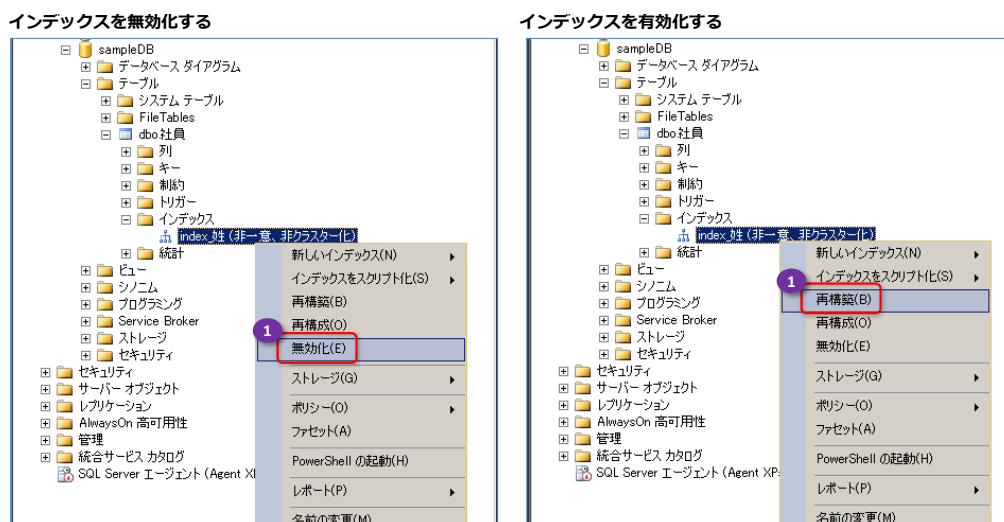 インデックスを無効化する
sampleDB
データベース ダイアグラム
テーブル
システム テーブル
FileTables
dbo.社員
列
キー
制約
トリガー
インデックス
index_姓 (非一意、非クラスター化)
統計
ビュー
シノニム
プログラミング
Service Broker
ストレージ
セキュリティ
セキュリティ
サーバー オブジェクト
レプリケーション
AlwaysOn 高可用性
管理
統合サービス カタログ
SQL Server エージェント (Agent XP
新しいインデックス(N)
インデックスをスクリプト化(S)
再構築(B)
再構成(O)
1
無効化(E)
ストレージ(G)
ポリシー(O)
ファセット(A)
PowerShell の起動(H)
レポート(P)
名前の変更(M)
インデックスを有効化する
sampleDB
データベース ダイアグラム
テーブル
システム テーブル
FileTables
dbo.社員
列
キー
制約
トリガー
インデックス
index_姓 (非一意、非クラスター化)
統計
ビュー
シノニム
プログラミング
Service Broker
ストレージ
セキュリティ
セキュリティ
サーバー オブジェクト
レプリケーション
AlwaysOn 高可用性
管理
統合サービス カタログ
SQL Server エージェント (Agent XP
新しいインデックス(N)
インデックスをスクリプト化(S)
1
再構築(B)
再構成(O)
無効化(E)
ストレージ(G)
ポリシー(O)
ファセット(A)
PowerShell の起動(H)
レポート(P)
名前の変更(M)